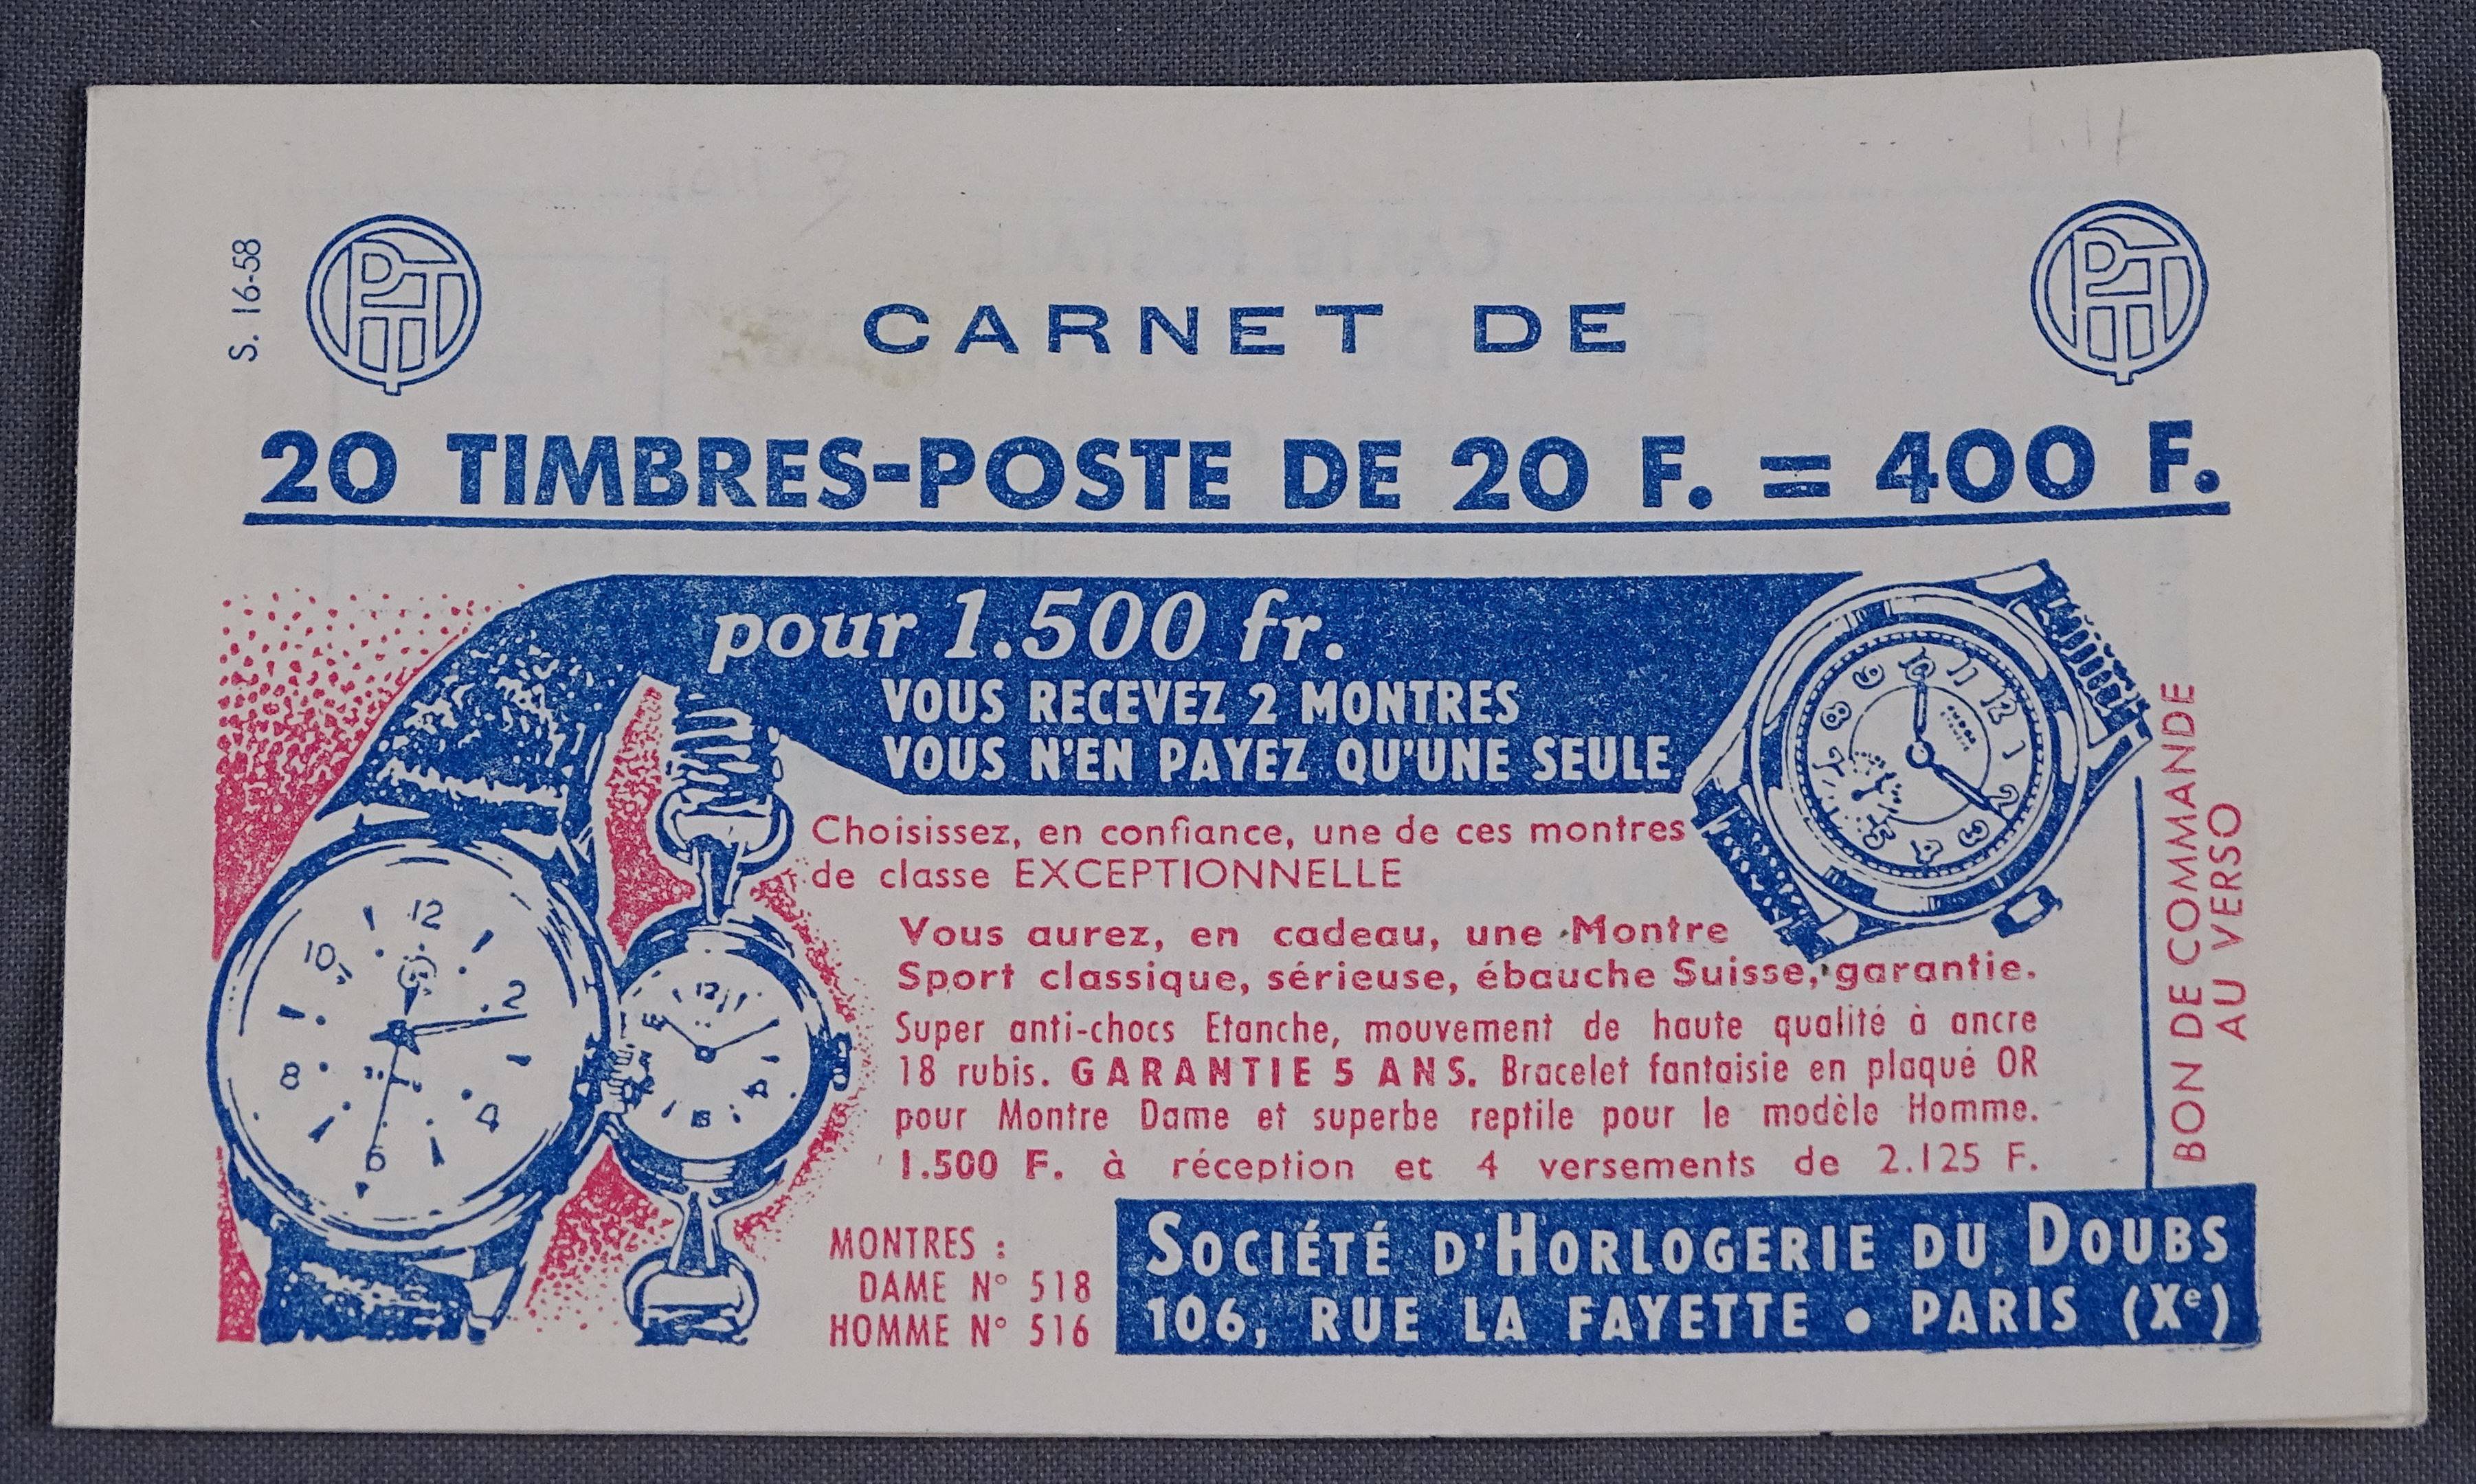 S. 16-58
PTT
PTT
CARNET DE
20 TIMBRES-POSTE DE 20 F. = 400 F.
pour 1.500 fr.
VOUS RECEVEZ 2 MONTRES
VOUS N'EN PAYEZ QU'UNE SEULE
Choisissez, en confiance, une de ces montres
de classe EXCEPTIONNELLE
Vous aurez, en cadeau, une Montre
Sport classique, sérieuse, ébauche Suisse, garantie.
Super anti-chocs Etanche, mouvement de haute qualité à ancre
18 rubis. GARANTIE 5 ANS. Bracelet fantaisie en plaqué OR
pour Montre Dame et superbe reptile pour le modèle Homme.
1.500 F. à réception et 4 versements de 2.125 F.
MONTRES :
DAME N° 518
HOMME N° 516
SOCIÉTÉ D'HORLOGERIE DU DOUBS
106, RUE LA FAYETTE • PARIS (Xe)
BON DE COMMANDE
AU VERSO